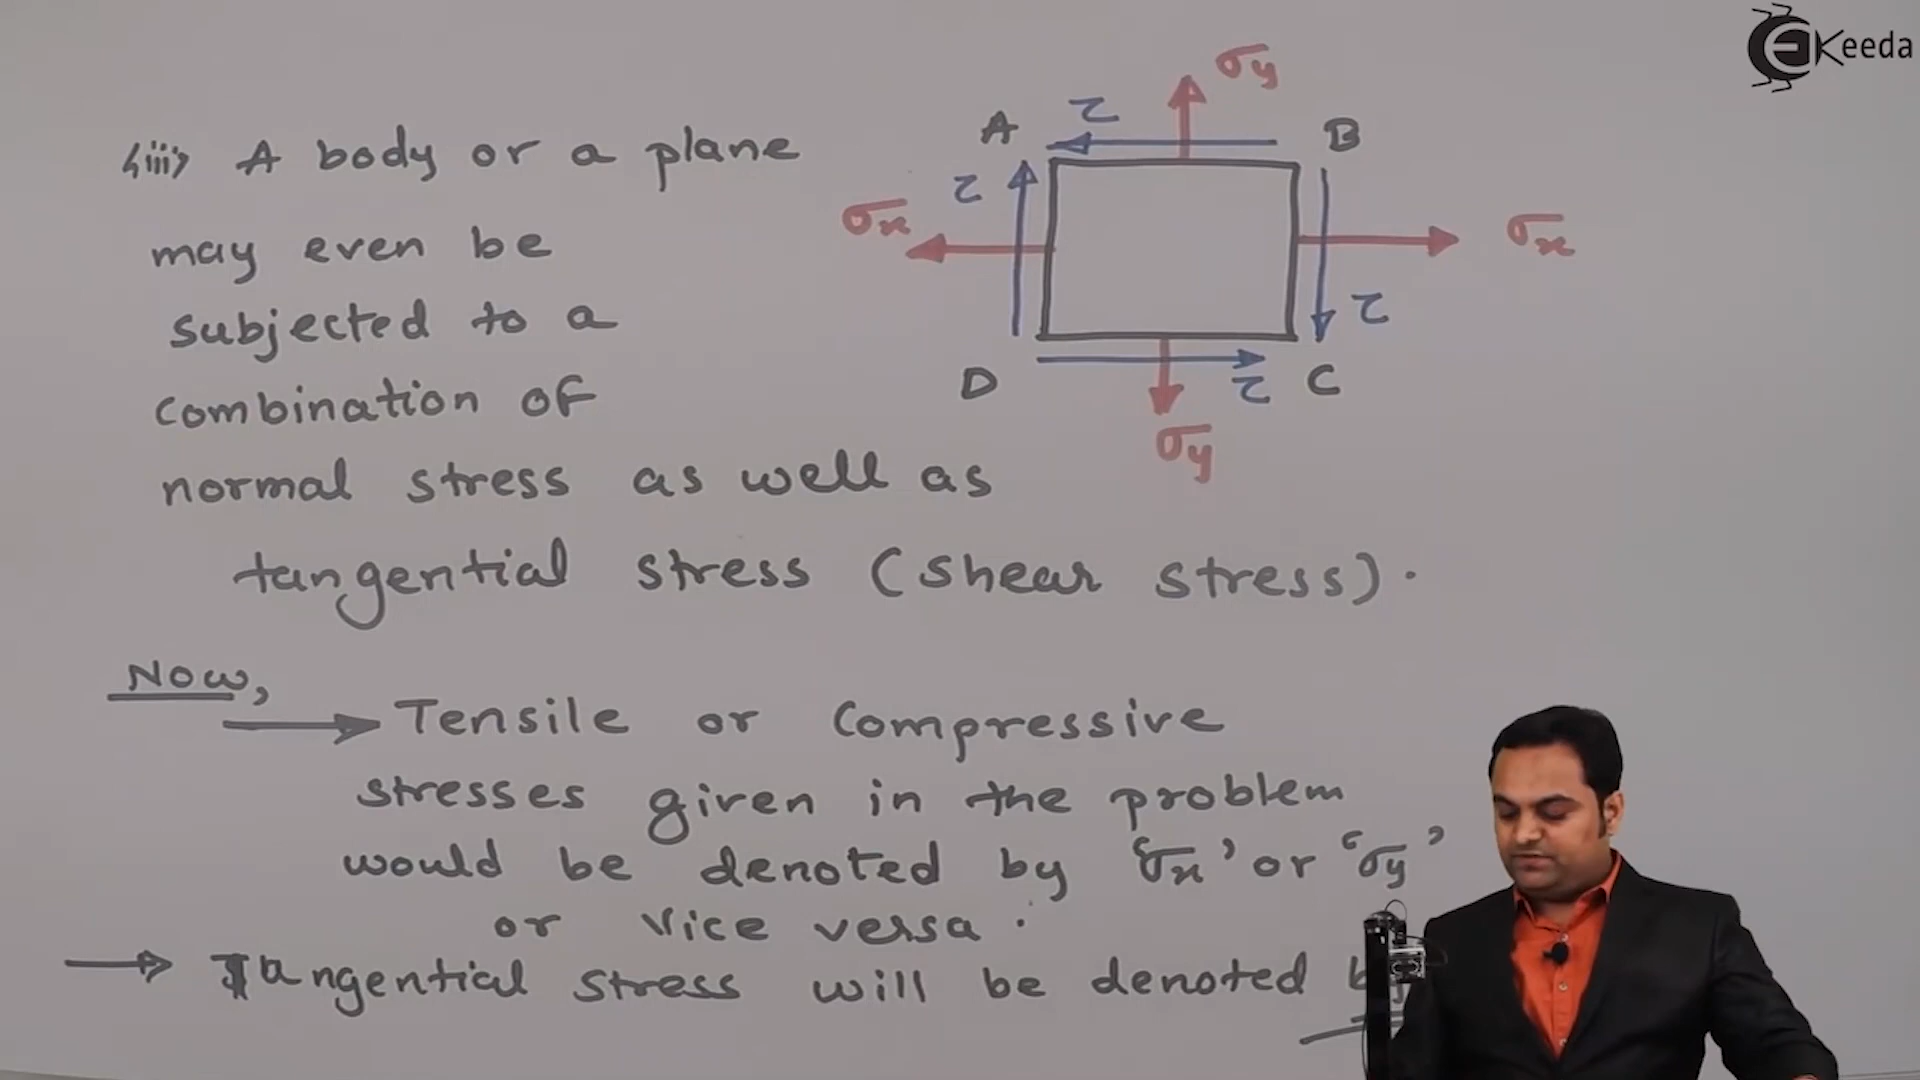 EKeeda
(iii) A body or a plane
may even be
subjected to a
combination of
normal stress as well as
tangential stress (shear stress).
σy
τ
A B
τ
σx σx
τ
D τ C
σy
Now,
→ Tensile or compressive
stresses given in the problem
would be denoted by 'σx' or 'σy'
or vice versa.
→ Tangential stress will be denoted